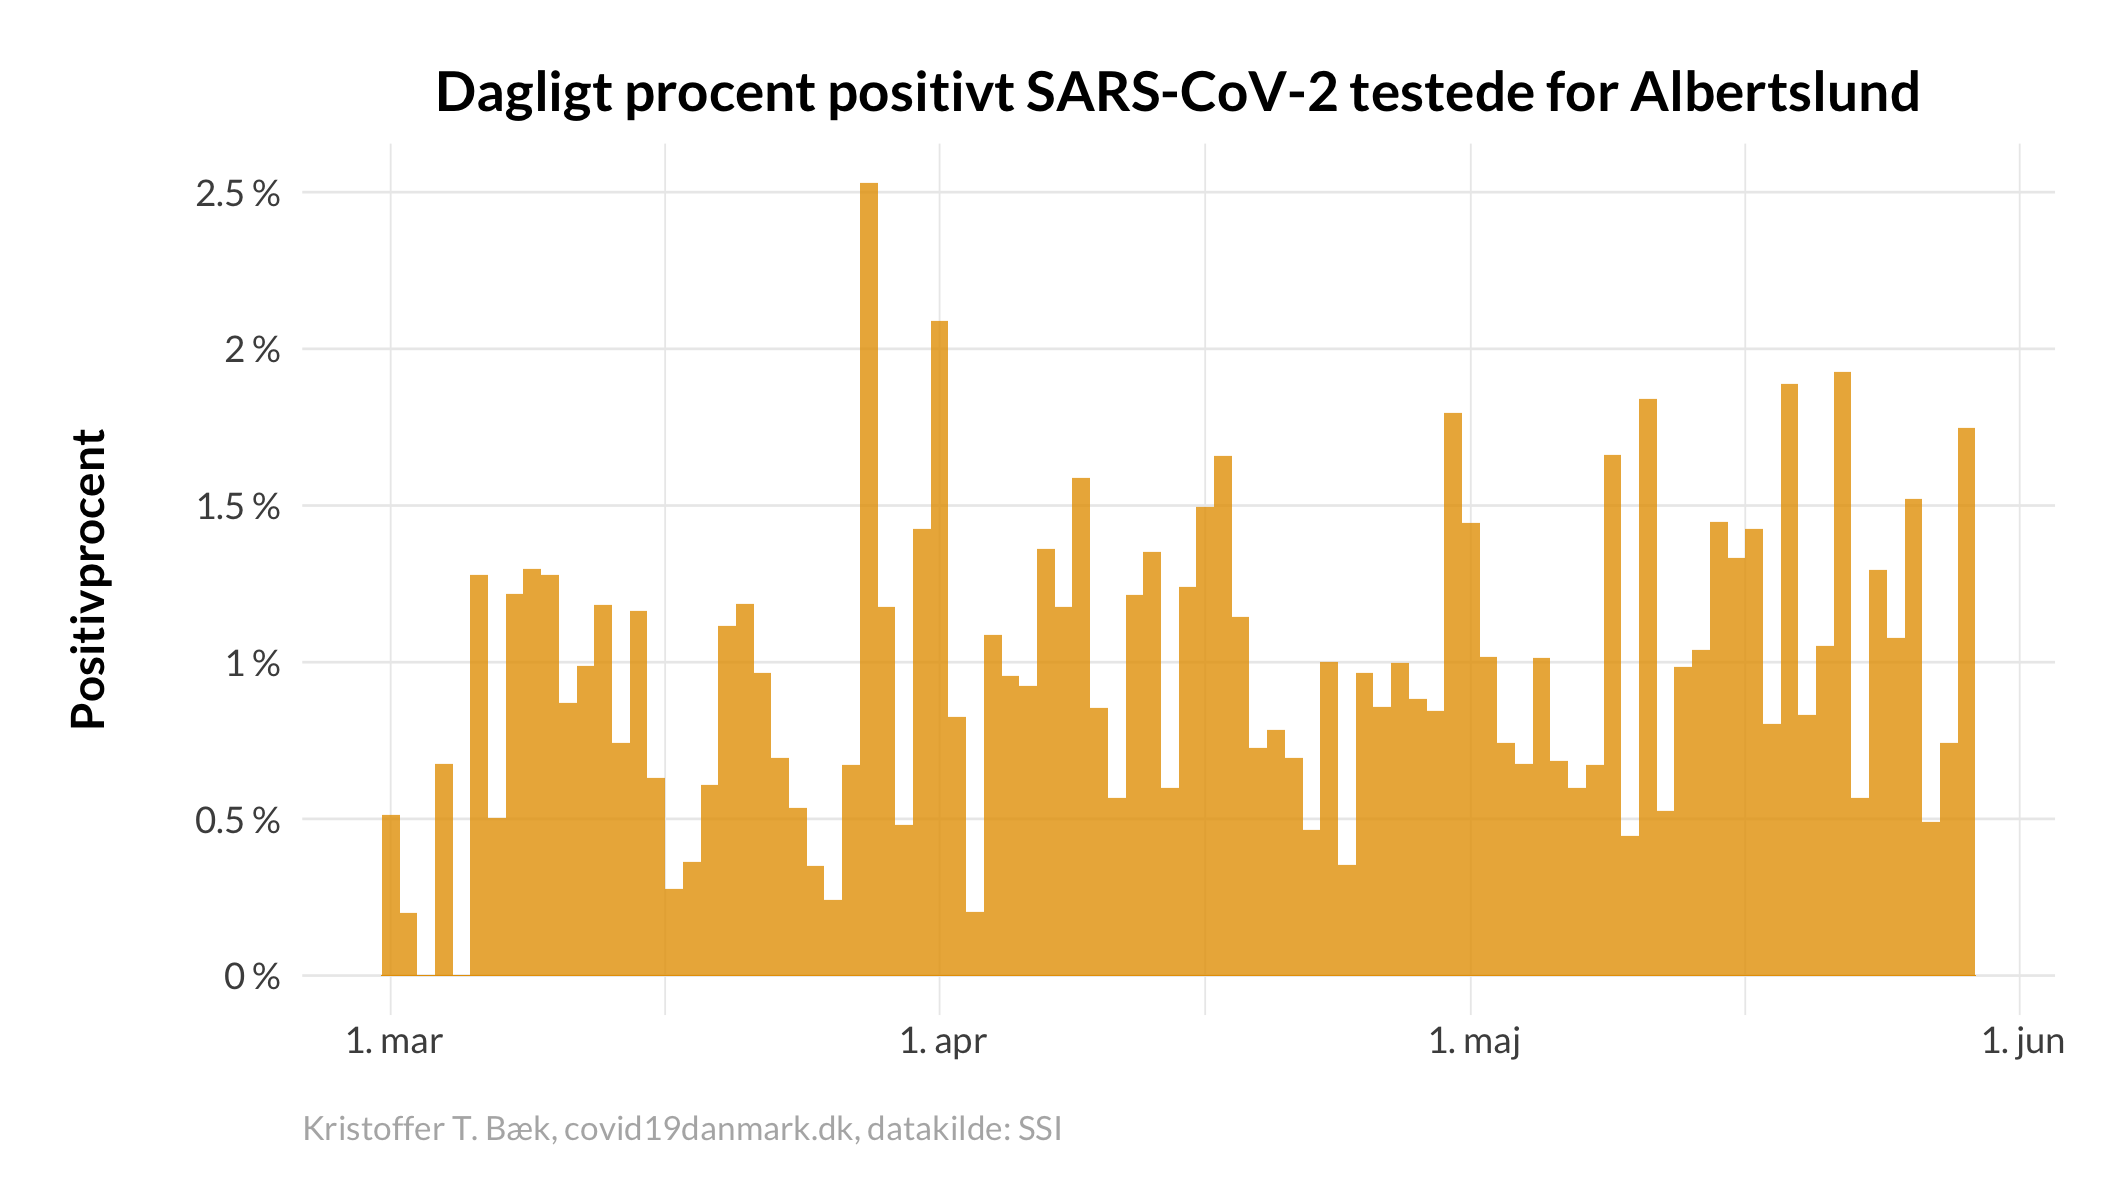 Dagligt procent positivt SARS-CoV-2 testede for Albertslund
Positivprocent
2.5 %
2 %
1.5 %
1 %
0.5 %
0 %
1. mar
1. apr
1. maj
1. jun
Kristoffer T. Bæk, covid19danmark.dk, datakilde: SSI